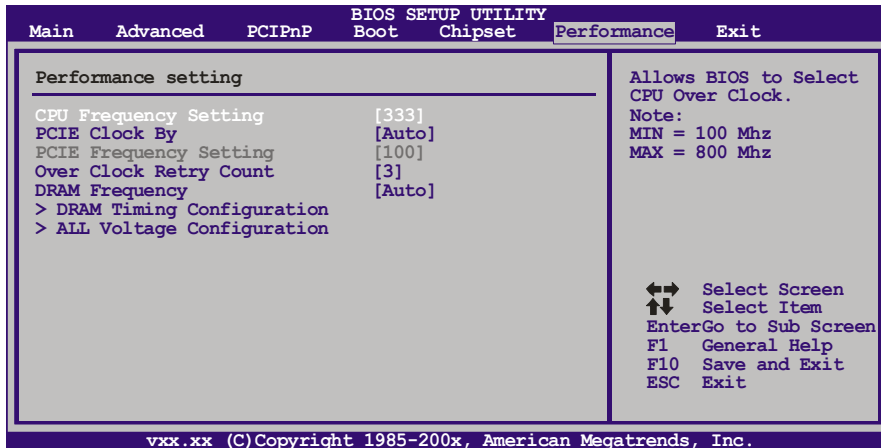 BIOS SETUP UTILITY
Main Advanced PCIPnP Boot Chipset Performance Exit
Performance setting
CPU Frequency Setting [333]
PCIE Clock By [Auto]
PCIE Frequency Setting [100]
Over Clock Retry Count [3]
DRAM Frequency [Auto]
> DRAM Timing Configuration
> ALL Voltage Configuration
Allows BIOS to Select
CPU Over Clock.
Note:
MIN = 100 Mhz
MAX = 800 Mhz
Select Screen
Select Item
EnterGo to Sub Screen
F1 General Help
F10 Save and Exit
ESC Exit
vxx.xx (C)Copyright 1985-200x, American Megatrends, Inc.